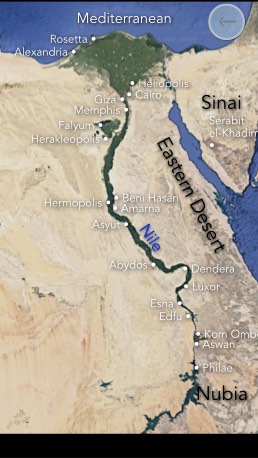 Mediterranean
Rosetta
Alexandria
Heliopolis
Cairo
Giza
Memphis
Sinai
Serabit
el-Khadim
Faiyum
Herakleopolis
Eastern Desert
Beni Hasan
Hermopolis
Amarna
Asyut
Nile
Abydos
Dendera
Luxor
Esna
Edfu
Kom Omb
Aswan
Philae
Nubia